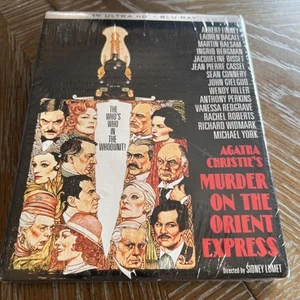 4K ULTRA HD + BLU-RAY
ALBERT FINNEY
LAUREN BACALL
MARTIN BALSAM
INGRID BERGMAN
JACQUELINE BISSET
JEAN PIERRE CASSEL
SEAN CONNERY
JOHN GIELGUD
WENDY HILLER
ANTHONY PERKINS
VANESSA REDGRAVE
RACHEL ROBERTS
RICHARD WIDMARK
MICHAEL YORK
THE WHO'S
WHO IN THE
WHODUNIT!
AGATHA
CHRISTIE'S
MURDER
ON THE
ORIENT
EXPRESS
Directed by SIDNEY LUMET